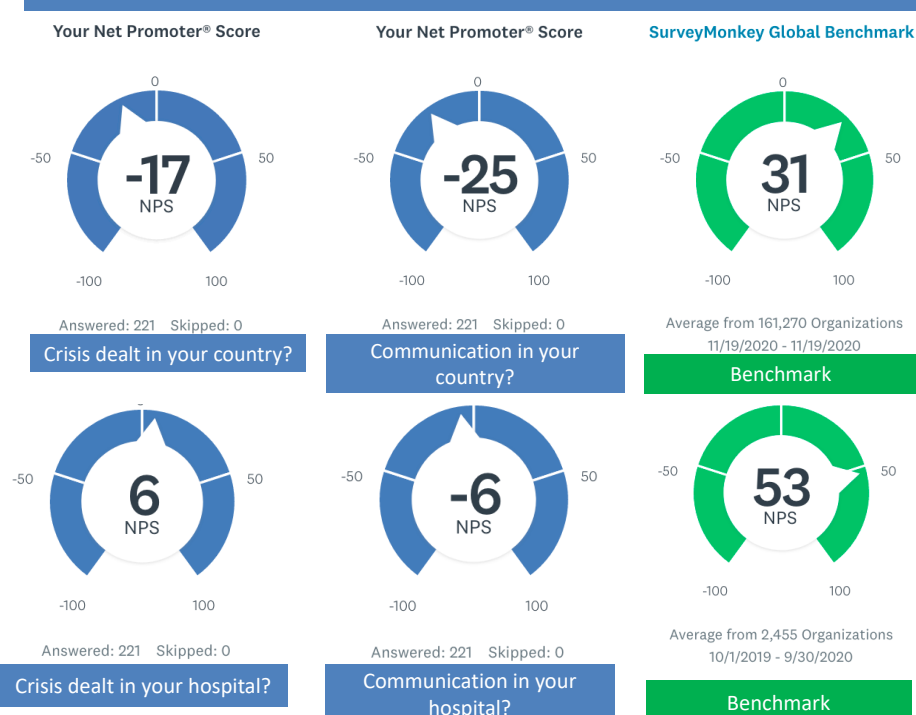 Your Net Promoter® Score
Your Net Promoter® Score
SurveyMonkey Global Benchmark
0
-50
50
-17
NPS
-100
100
Answered: 221 Skipped: 0
Crisis dealt in your country?
0
-50
50
-25
NPS
-100
100
Answered: 221 Skipped: 0
Communication in your
country?
0
-50
50
31
NPS
-100
100
Average from 161,270 Organizations
11/19/2020 - 11/19/2020
Benchmark
-50
50
6
NPS
-100
100
Answered: 221 Skipped: 0
Crisis dealt in your hospital?
-50
50
-6
NPS
-100
100
Answered: 221 Skipped: 0
Communication in your
hospital?
-50
50
53
NPS
-100
100
Average from 2,455 Organizations
10/1/2019 - 9/30/2020
Benchmark